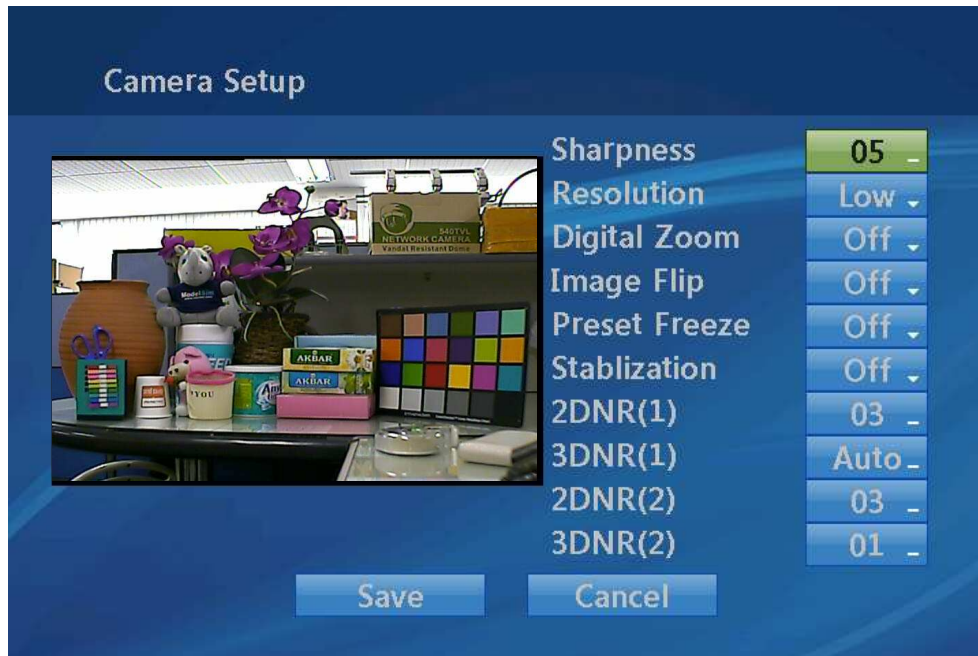 Camera Setup
Sharpness 05
Resolution Low
Digital Zoom Off
Image Flip Off
Preset Freeze Off
Stablization Off
2DNR(1) 03
3DNR(1) Auto
2DNR(2) 03
3DNR(2) 01
Save Cancel
540TVL
NETWORK CAMERA
Vandal Resistant Dome
AKBAR
AKBAR
YOU